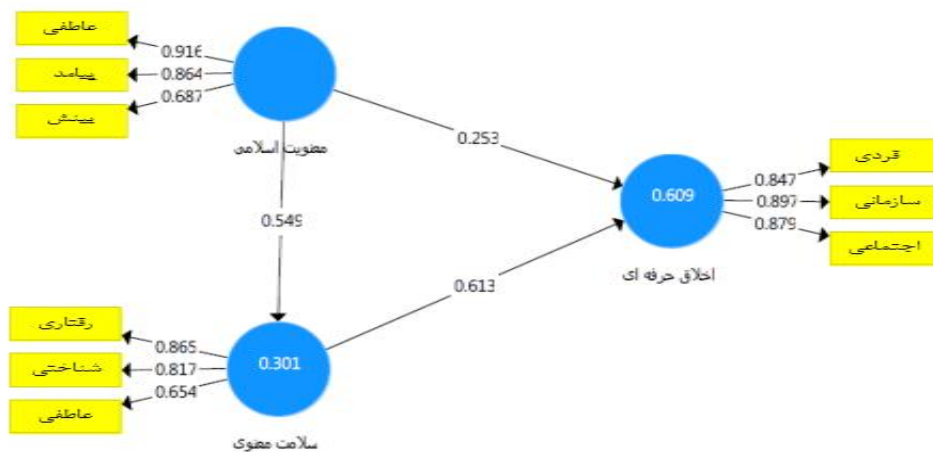 عاطفی
0.916
پیامد
0.864
بینش
0.687
معنویت اسلامی
0.253
0.549
0.609
فردی
0.847
سازمانی
0.897
اجتماعی
0.879
اخلاق حرفه ای
0.613
رفتاری
0.865
شناختی
0.817
عاطفی
0.654
0.301
سلامت معنوی